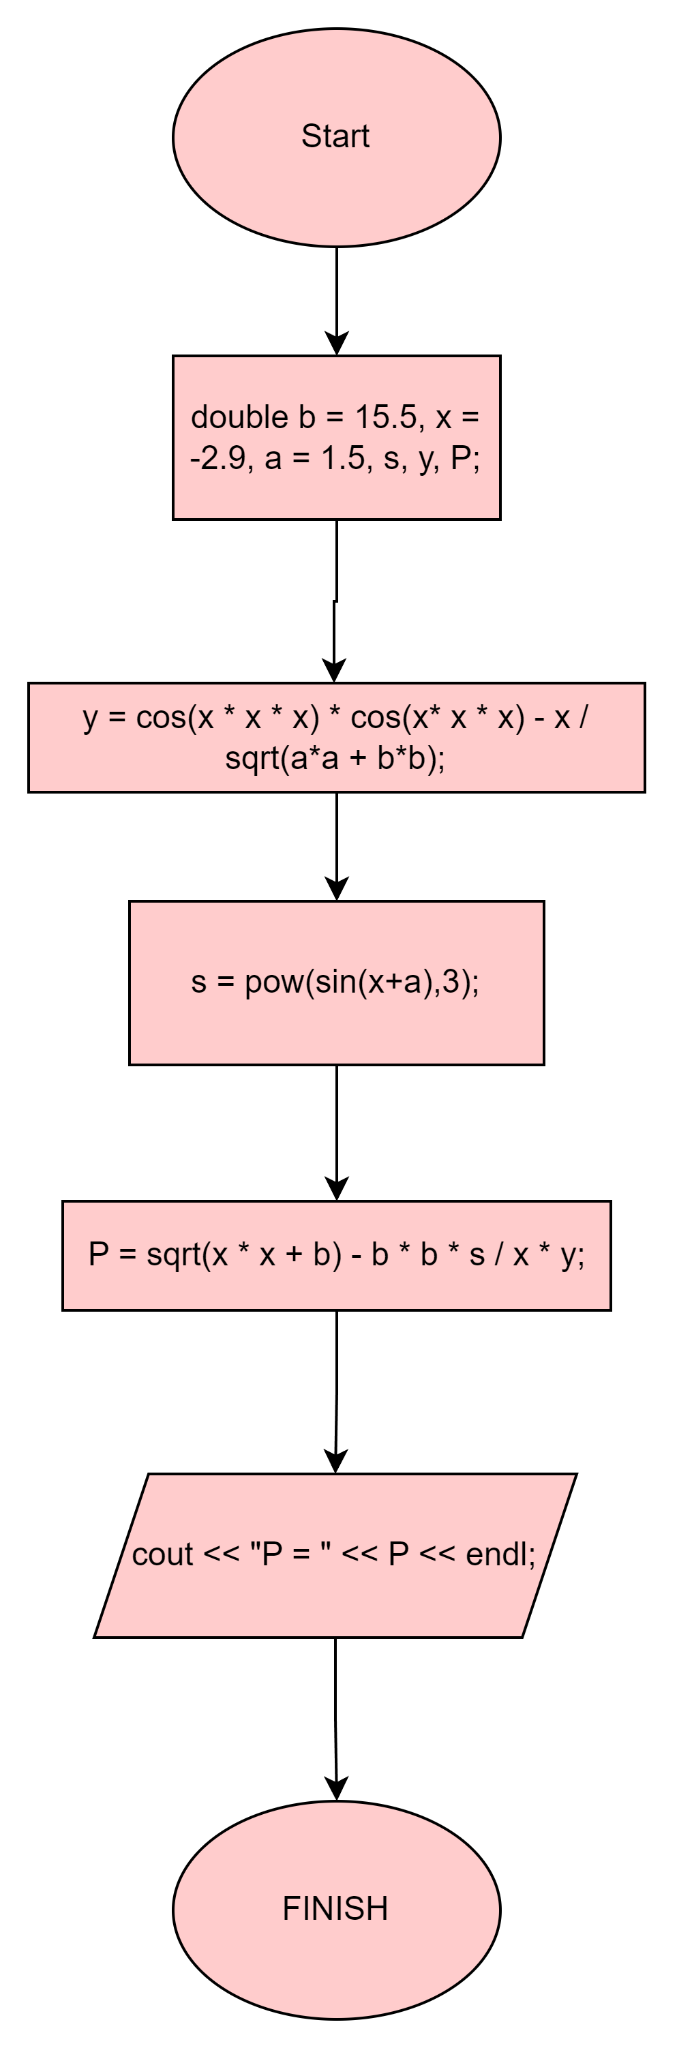 Start
double b = 15.5, x =
-2.9, a = 1.5, s, y, P;
y = cos(x * x * x) * cos(x* x * x) - x /
sqrt(a*a + b*b);
s = pow(sin(x+a),3);
P = sqrt(x * x + b) - b * b * s / x * y;
cout << "P = " << P << endl;
FINISH